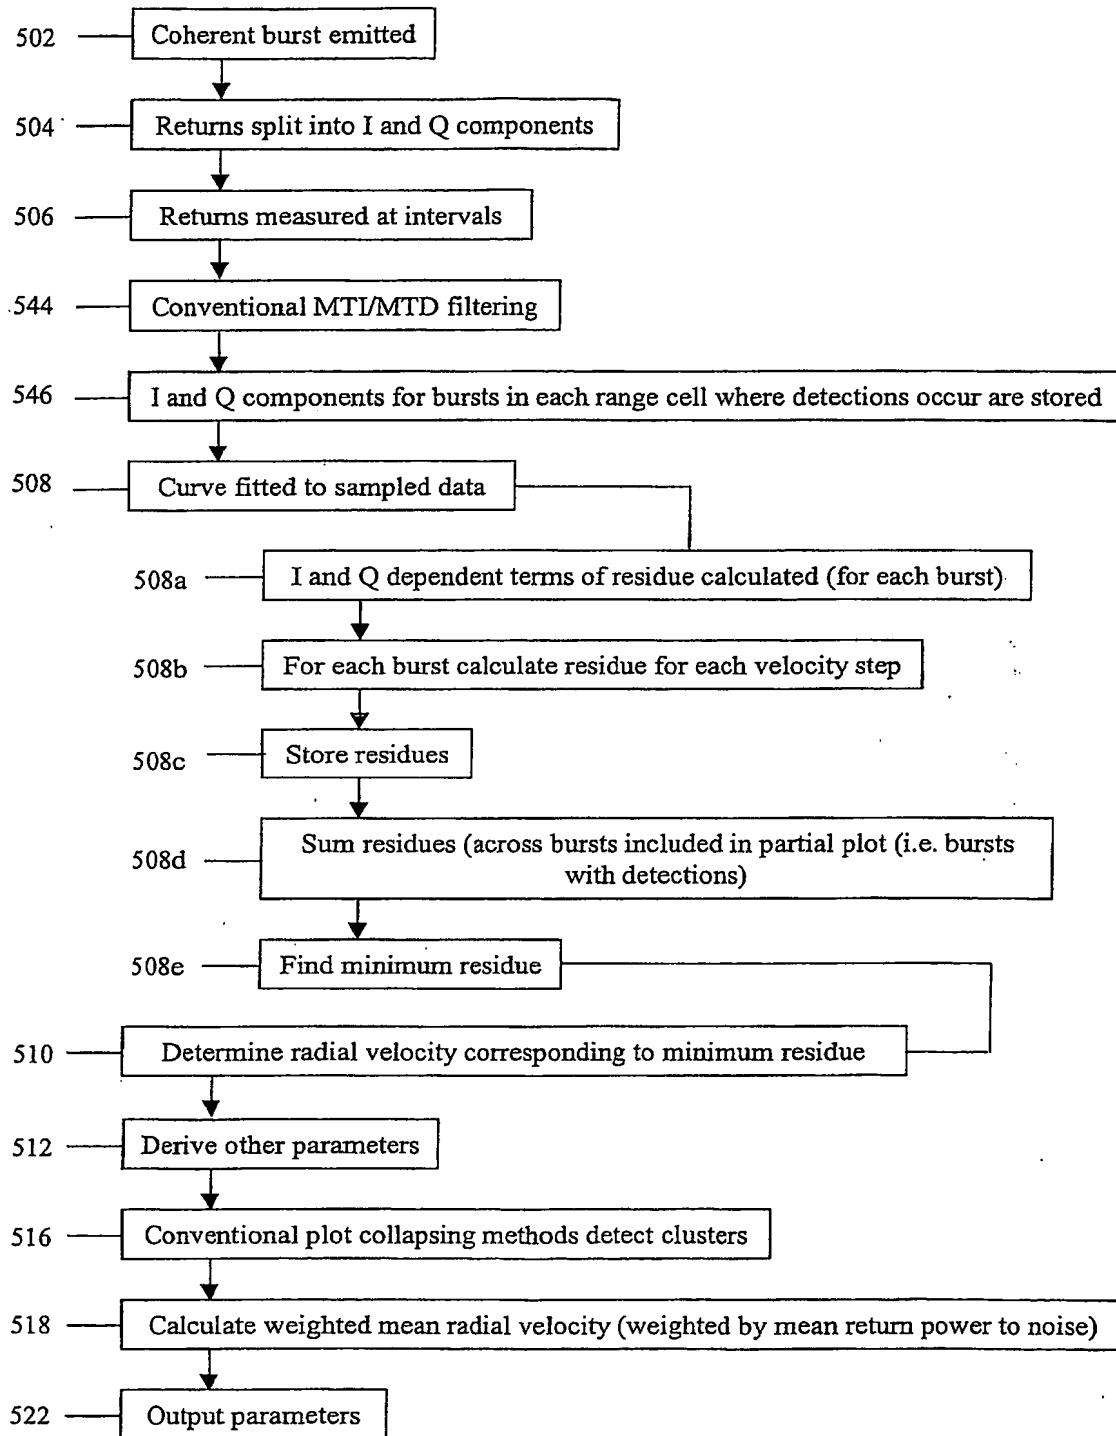 502 Coherent burst emitted
504 Returns split into I and Q components
506 Returns measured at intervals
544 Conventional MTI/MTD filtering
546 I and Q components for bursts in each range cell where detections occur are stored
508 Curve fitted to sampled data
508a I and Q dependent terms of residue calculated (for each burst)
508b For each burst calculate residue for each velocity step
508c Store residues
508d Sum residues (across bursts included in partial plot (i.e. bursts
with detections)
508e Find minimum residue
510 Determine radial velocity corresponding to minimum residue
512 Derive other parameters
516 Conventional plot collapsing methods detect clusters
518 Calculate weighted mean radial velocity (weighted by mean return power to noise)
522 Output parameters